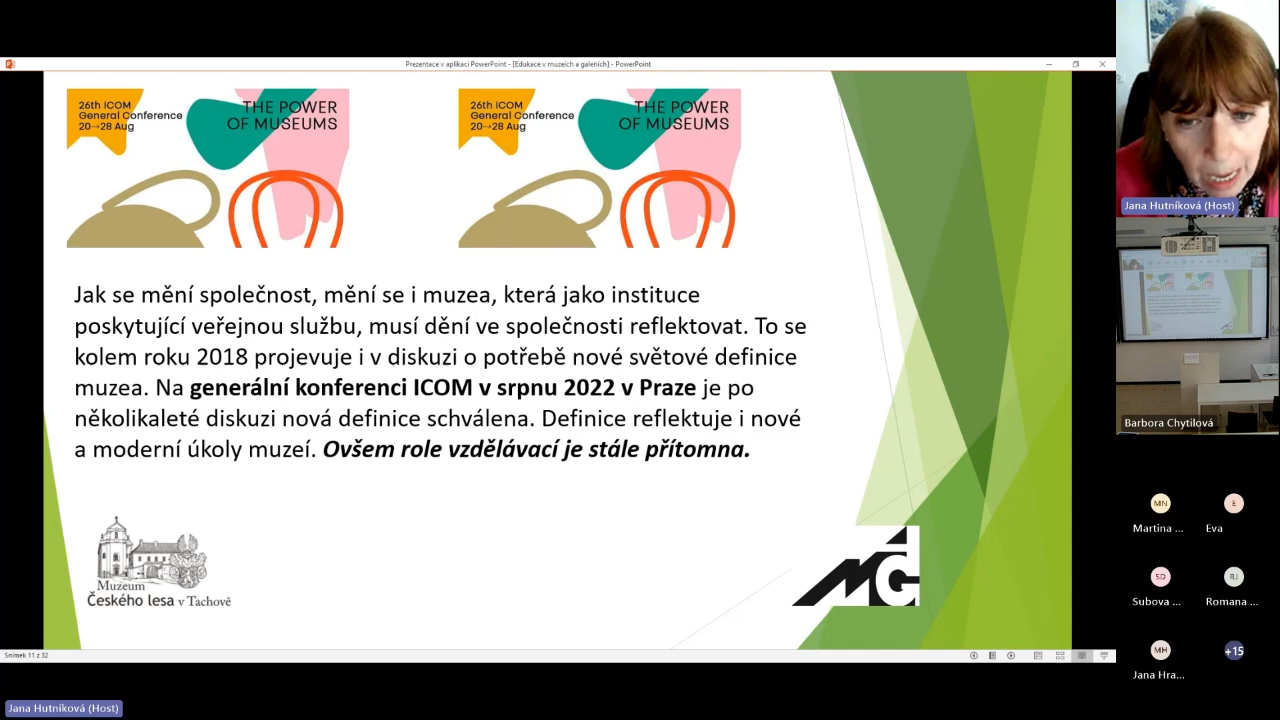 Prezentace v aplikaci PowerPoint - [Edukace v muzeích a galeriích] - PowerPoint
26th ICOM
General Conference
20→28 Aug
THE POWER
OF MUSEUMS
26th ICOM
General Conference
20→28 Aug
THE POWER
OF MUSEUMS
Jak se mění společnost, mění se i muzea, která jako instituce
poskytující veřejnou službu, musí dění ve společnosti reflektovat. To se
kolem roku 2018 projevuje i v diskuzi o potřebě nové světové definice
muzea. Na generální konferenci ICOM v srpnu 2022 v Praze je po
několikaleté diskuzi nová definice schválena. Definice reflektuje i nové
a moderní úkoly muzeí. Ovšem role vzdělávací je stále přítomna.
Muzeum
Českého lesa v Tachově
MG
Snímek 11 z 32
Jana Hutníková (Host)
Jana Hutníková (Host)
Barbora Chytilová
MN
E
Martina ...
Eva
SD
RJ
Subova ...
Romana ...
MH
+15
Jana Hra...